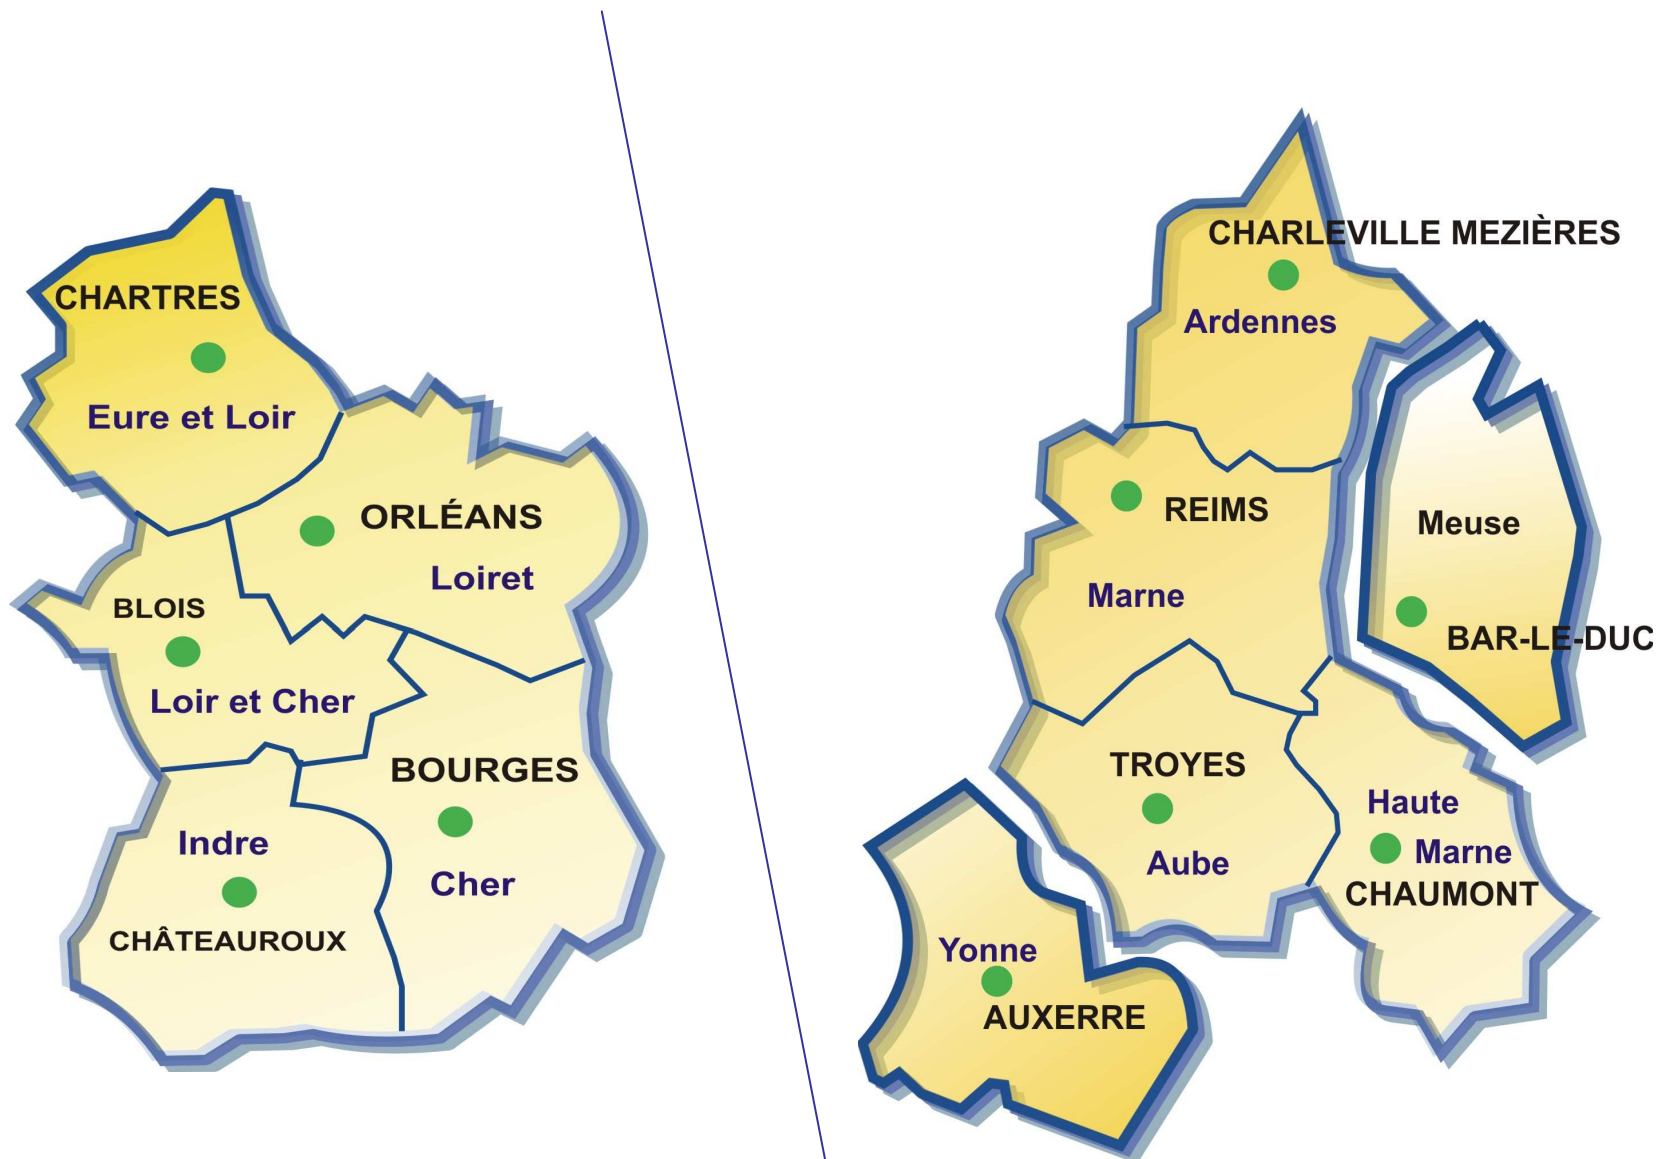 CHARTRES
Eure et Loir
ORLÉANS
Loiret
BLOIS
Loir et Cher
BOURGES
Indre
Cher
CHÂTEAUROUX
CHARLEVILLE MEZIÈRES
Ardennes
REIMS
Meuse
Marne
BAR-LE-DUC
TROYES
Haute
Marne
Aube
CHAUMONT
Yonne
AUXERRE